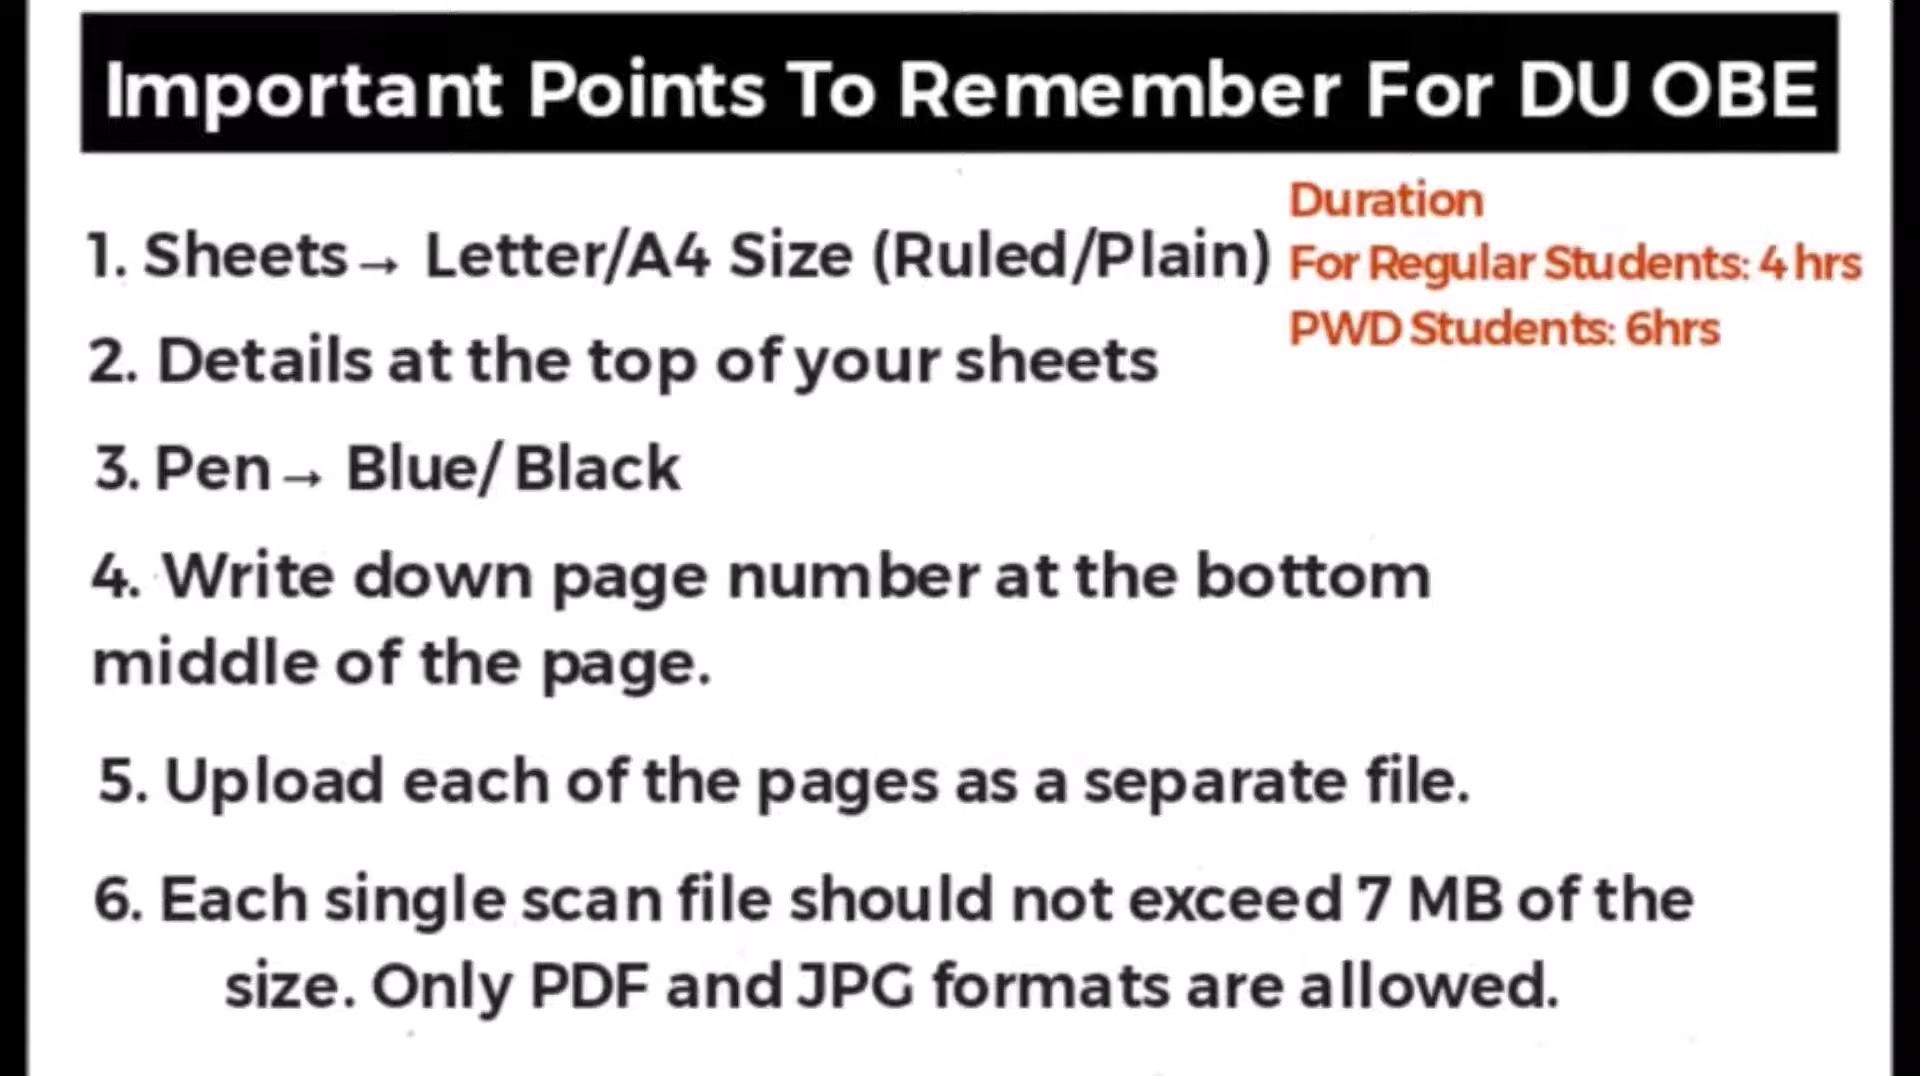 Important Points To Remember For DU OBE
Duration
1. Sheets→ Letter/A4 Size (Ruled/Plain)
For Regular Students: 4 hrs
PWD Students: 6hrs
2. Details at the top of your sheets
3. Pen→ Blue/ Black
4. Write down page number at the bottom
middle of the page.
5. Upload each of the pages as a separate file.
6. Each single scan file should not exceed 7 MB of the
size. Only PDF and JPG formats are allowed.